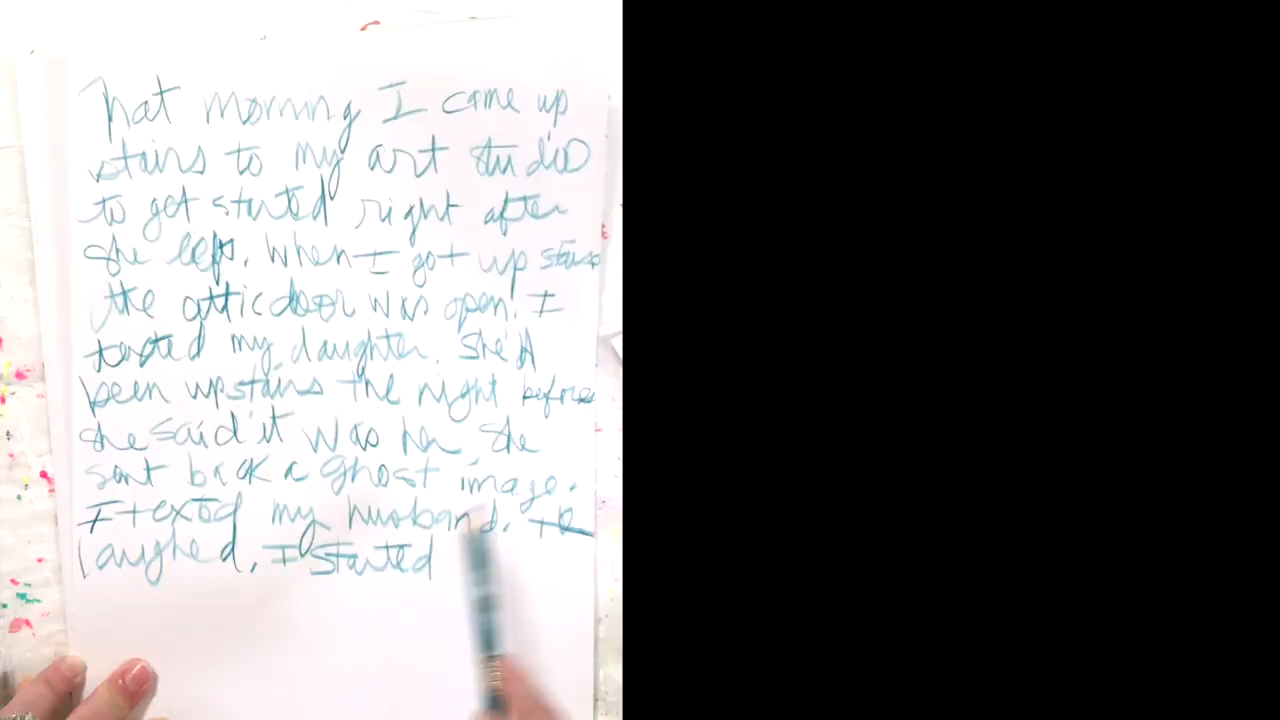 That morning I came up
stairs to my art studio
to get started right after
she left. When I got up stairs
the attic door was open. I
texted my daughter. She'd
been upstairs the night before
she said it was her she
sent back a ghost image.
I texted my husband. He
laughed. I started